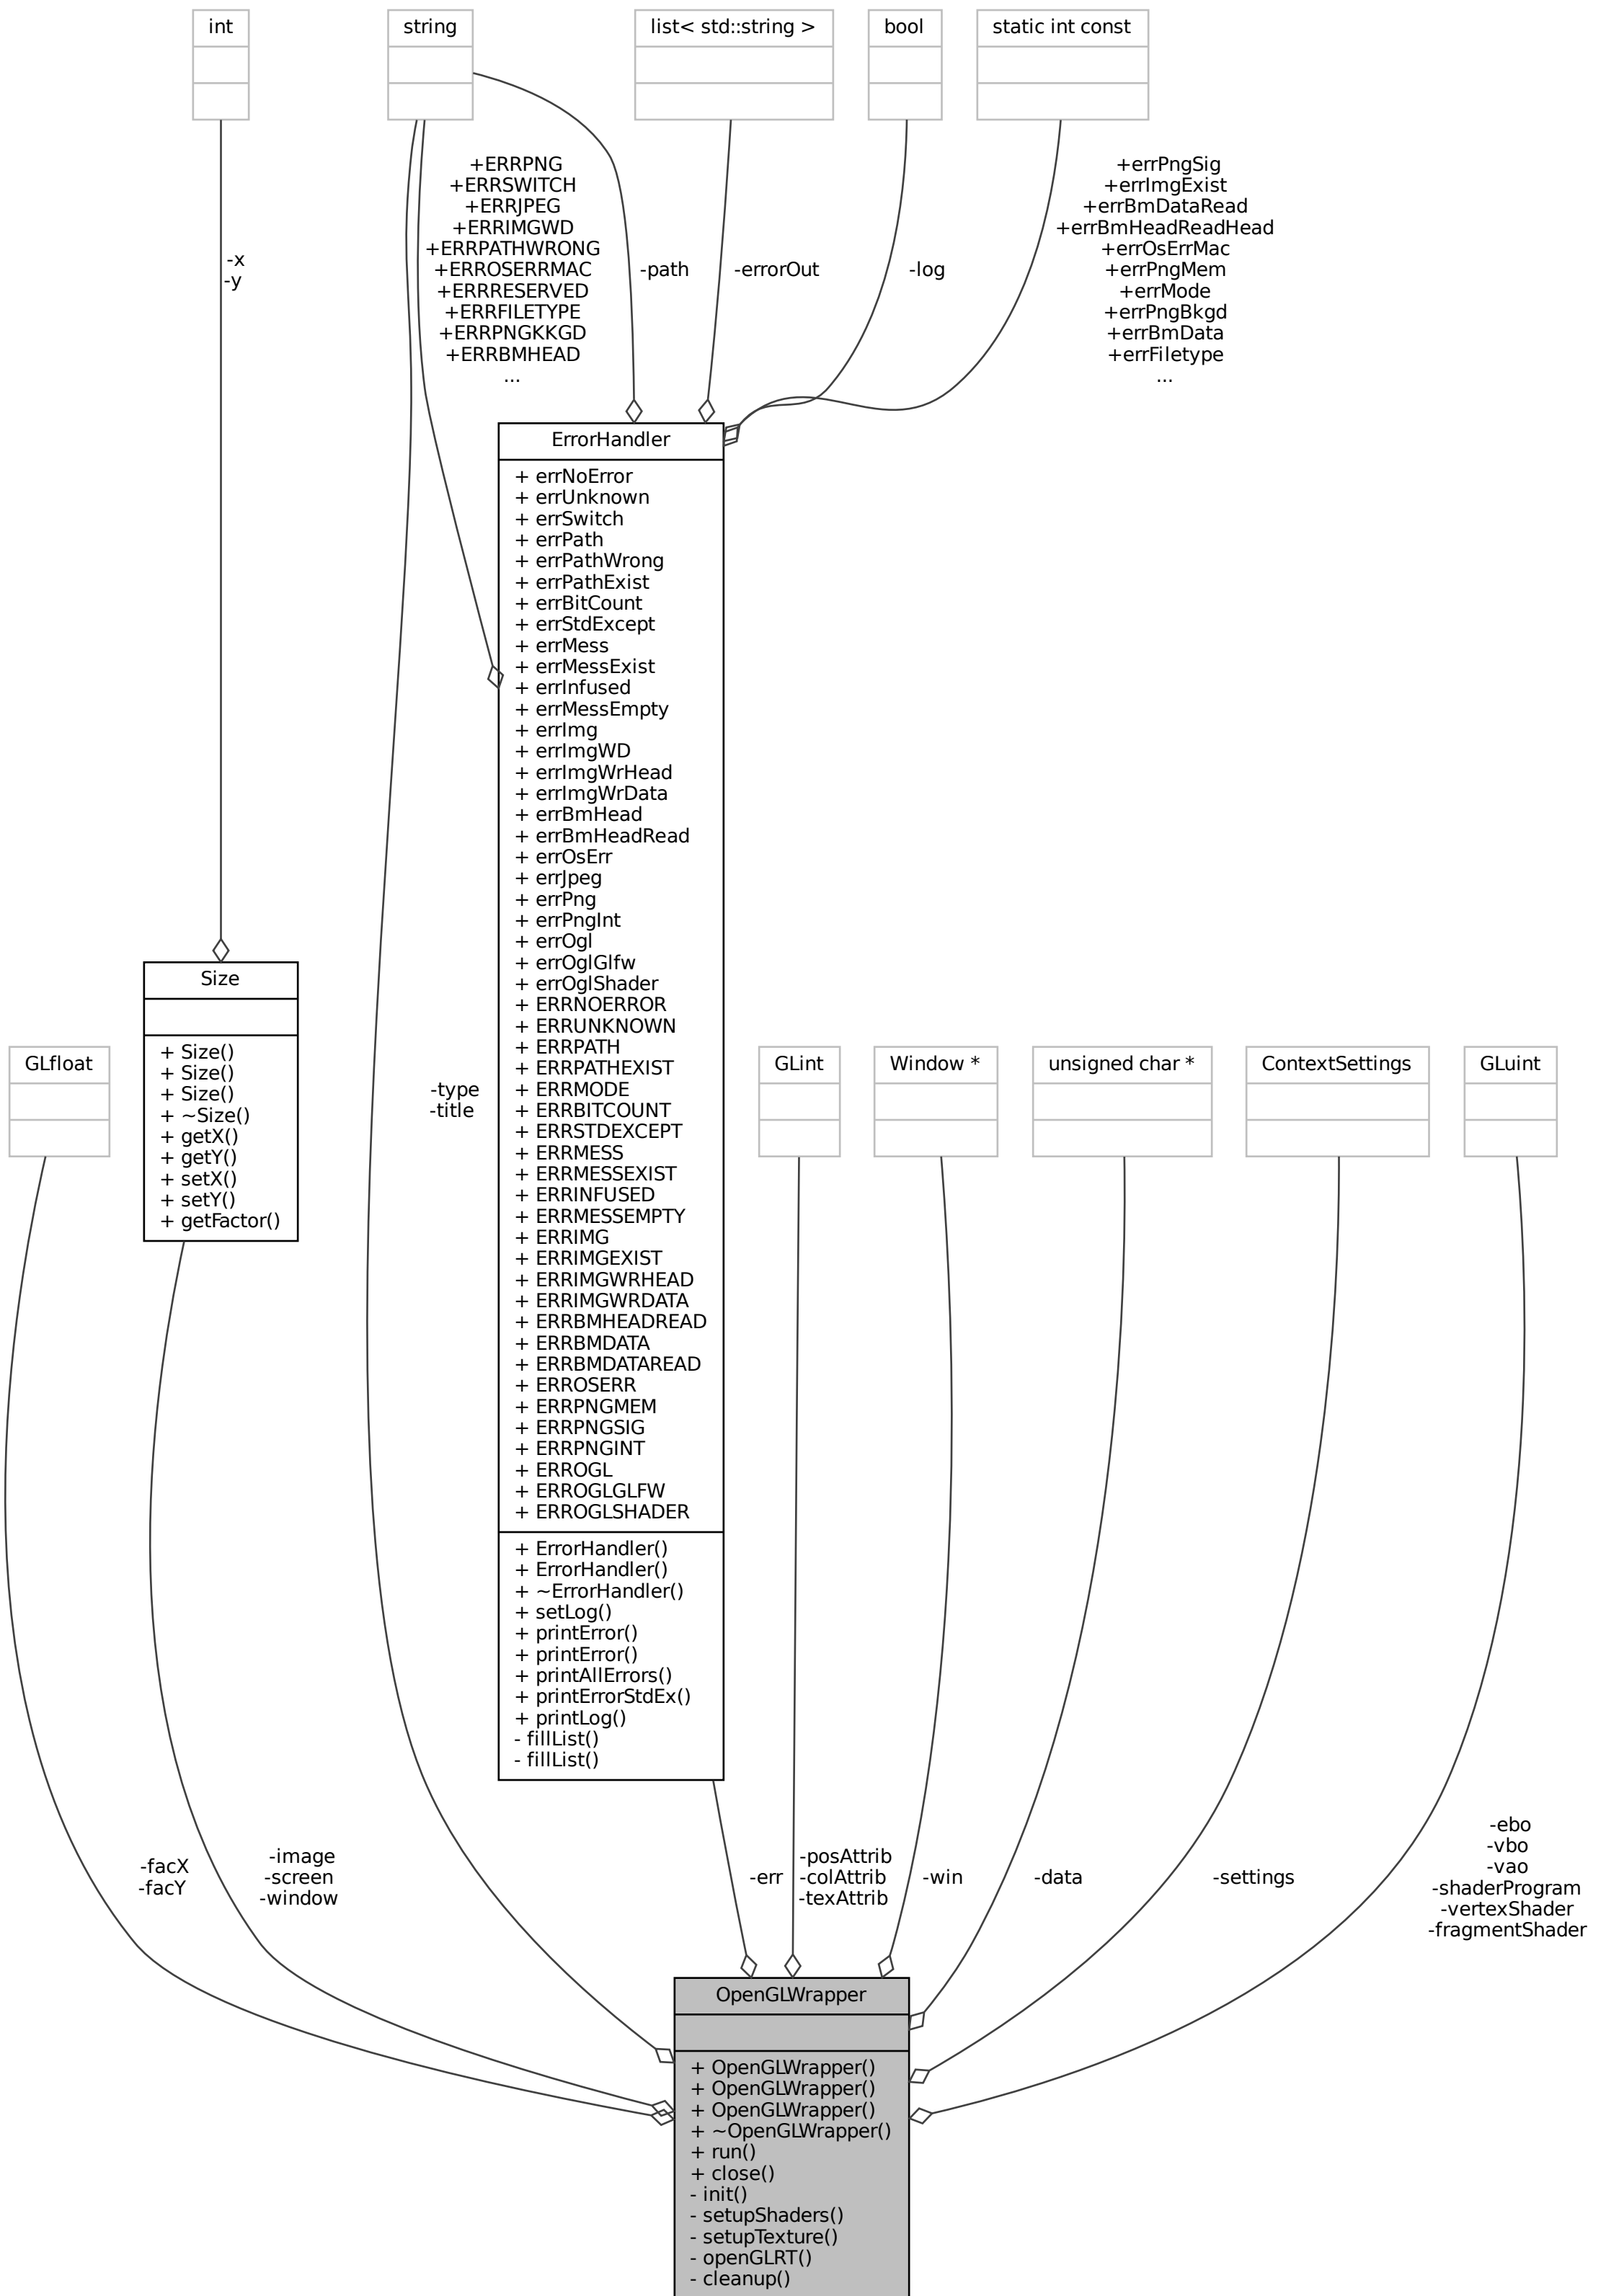 int
string
list< std::string >
bool
static int const
+ERRPNG
+ERRSWITCH
+ERRJPEG
+ERRIMGWD
+ERRPATHWRONG
+ERROSERRMAC
+ERRRESERVED
+ERRFILETYPE
+ERRPNGKKGD
+ERRBMHEAD
...
+errPngSig
+errImgExist
+errBmDataRead
+errBmHeadReadHead
+errOsErrMac
+errPngMem
+errMode
+errPngBkgd
+errBmData
+errFiletype
...
-x
-y
-path
-errorOut
-log
ErrorHandler
+ errNoError
+ errUnknown
+ errSwitch
+ errPath
+ errPathWrong
+ errPathExist
+ errBitCount
+ errStdExcept
+ errMess
+ errMessExist
+ errInfused
+ errMessEmpty
+ errImg
+ errImgWD
+ errImgWrHead
+ errImgWrData
+ errBmHead
+ errBmHeadRead
+ errOsErr
+ errJpeg
+ errPng
+ errPngInt
+ errOgl
+ errOglGlfw
+ errOglShader
+ ERRNOERROR
+ ERRUNKNOWN
+ ERRPATH
+ ERRPATHEXIST
+ ERRMODE
+ ERRBITCOUNT
+ ERRSTDEXCEPT
+ ERRMESS
+ ERRMESSEXIST
+ ERRINFUSED
+ ERRMESSEMPTY
+ ERRIMG
+ ERRIMGEXIST
+ ERRIMGWRHEAD
+ ERRIMGWRDATA
+ ERRBMHEADREAD
+ ERRBMDATA
+ ERRBMDATAREAD
+ ERROSERR
+ ERRPNGMEM
+ ERRPNGSIG
+ ERRPNGINT
+ ERROGL
+ ERROGLGLFW
+ ERROGLSHADER
+ ErrorHandler()
+ ErrorHandler()
+ ~ErrorHandler()
+ setLog()
+ printError()
+ printError()
+ printAllErrors()
+ printErrorStdEx()
+ printLog()
- fillList()
- fillList()
Size
+ Size()
+ Size()
+ Size()
+ ~Size()
+ getX()
+ getY()
+ setX()
+ setY()
+ getFactor()
GLfloat
-type
-title
GLint
Window *
unsigned char *
ContextSettings
GLuint
-facX
-facY
-image
-screen
-window
-err
-posAttrib
-colAttrib
-texAttrib
-win
-data
-settings
-ebo
-vbo
-vao
-shaderProgram
-vertexShader
-fragmentShader
OpenGLWrapper
+ OpenGLWrapper()
+ OpenGLWrapper()
+ OpenGLWrapper()
+ ~OpenGLWrapper()
+ run()
+ close()
- init()
- setupShaders()
- setupTexture()
- openGLRT()
- cleanup()